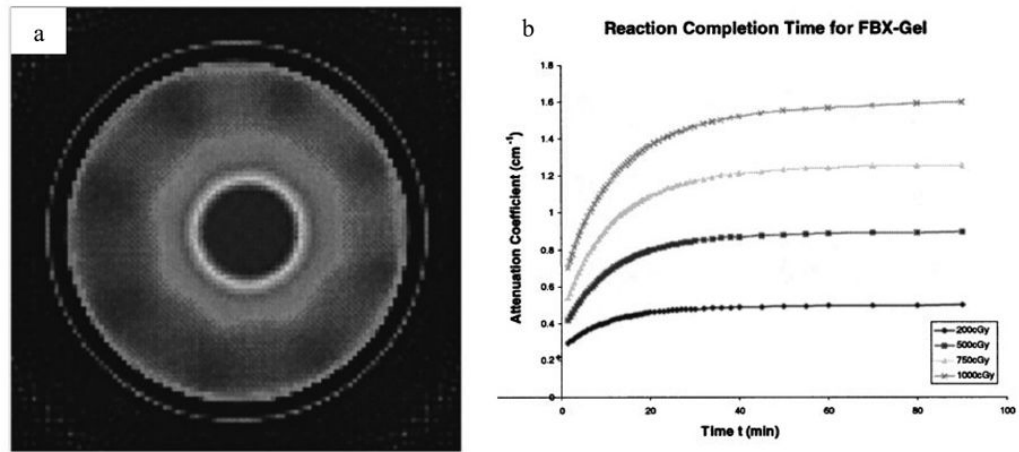 a
b
Reaction Completion Time for FBX-Gel
1.8
1.6
1.4
1.2
1
0.8
0.6
0.4
0.2
0
Attenuation Coefficient (cm⁻¹)
0
20
40
60
80
100
Time t (min)
200cGy
500cGy
750cGy
1000cGy